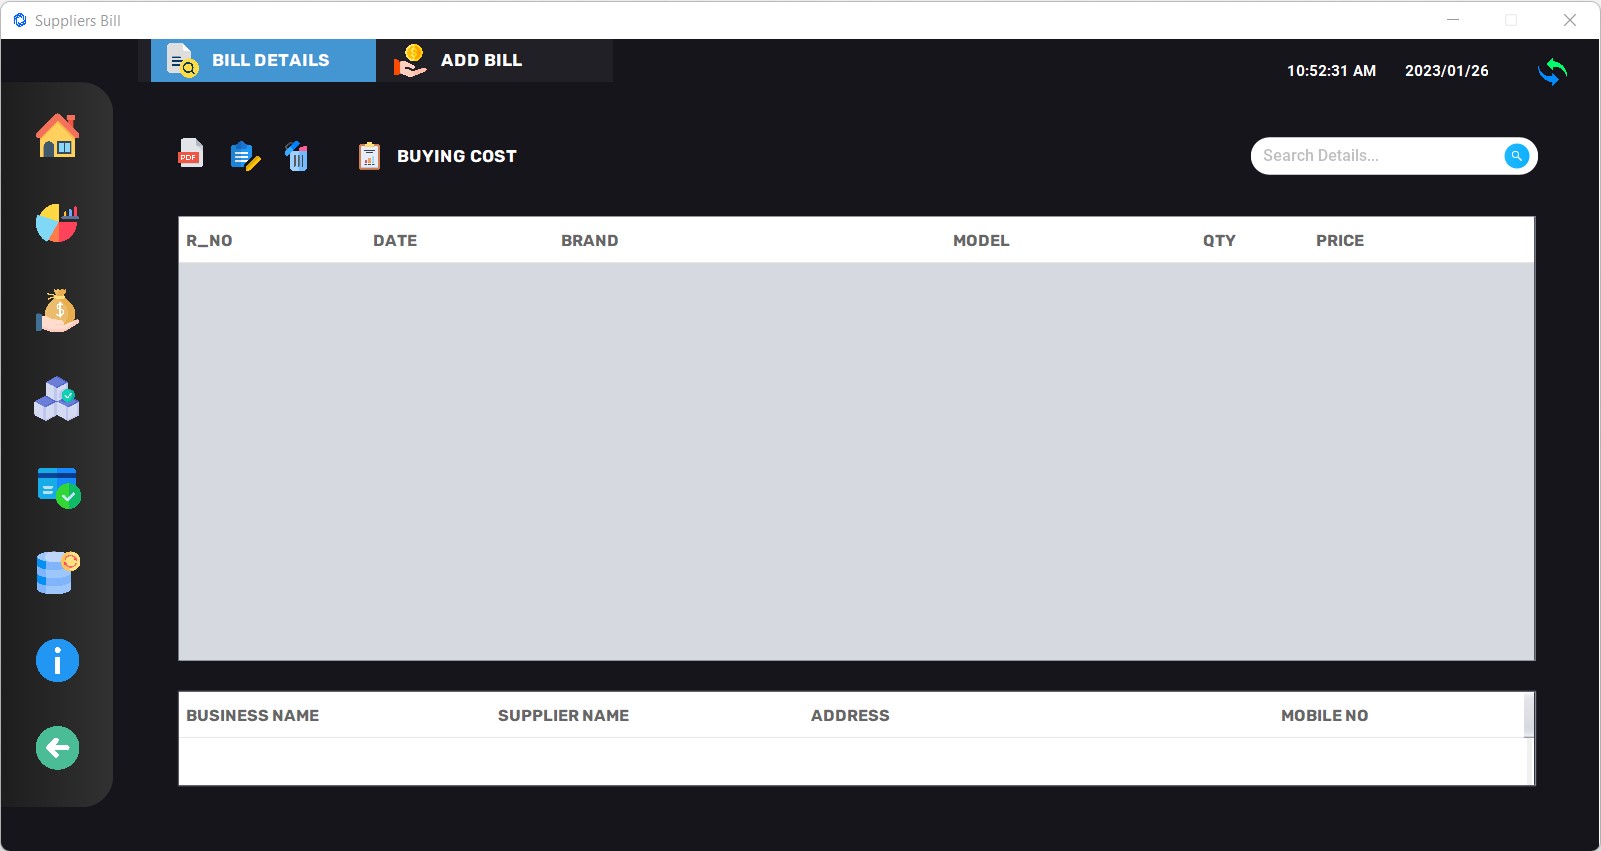 Suppliers Bill
BILL DETAILS
ADD BILL
10:52:31 AM
2023/01/26
PDF
BUYING COST
Search Details...
R_NO DATE BRAND MODEL QTY PRICE
BUSINESS NAME SUPPLIER NAME ADDRESS MOBILE NO